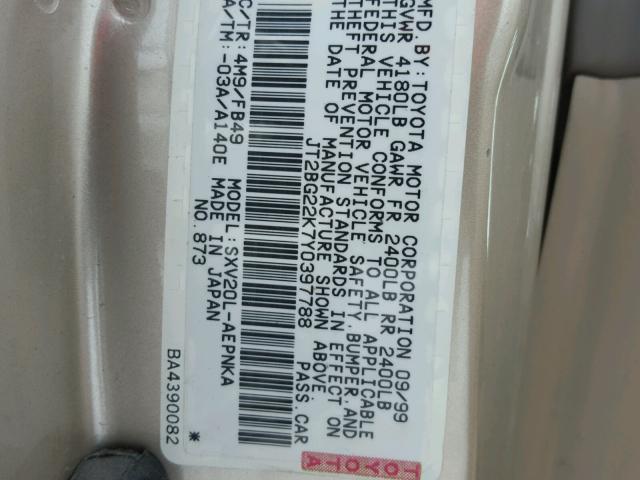 MFD. BY: TOYOTA MOTOR CORPORATION 09/99
GVWR 4180LB GAWR FR 2400LB RR 2400LB
THIS VEHICLE CONFORMS TO ALL APPLICABLE
FEDERAL MOTOR VEHICLE SAFETY, BUMPER, AND
THEFT PREVENTION STANDARDS IN EFFECT ON
THE DATE OF MANUFACTURE SHOWN ABOVE.
JT2BG22K7Y0397788 PASS.CAR
C/TR: 4M9/FB49 MODEL: SXV20L-AEPNKA
A/TM: -03A/A140E MADE IN JAPAN
NO. 873
*
BA4390082
TOYOTA
TOYOTA